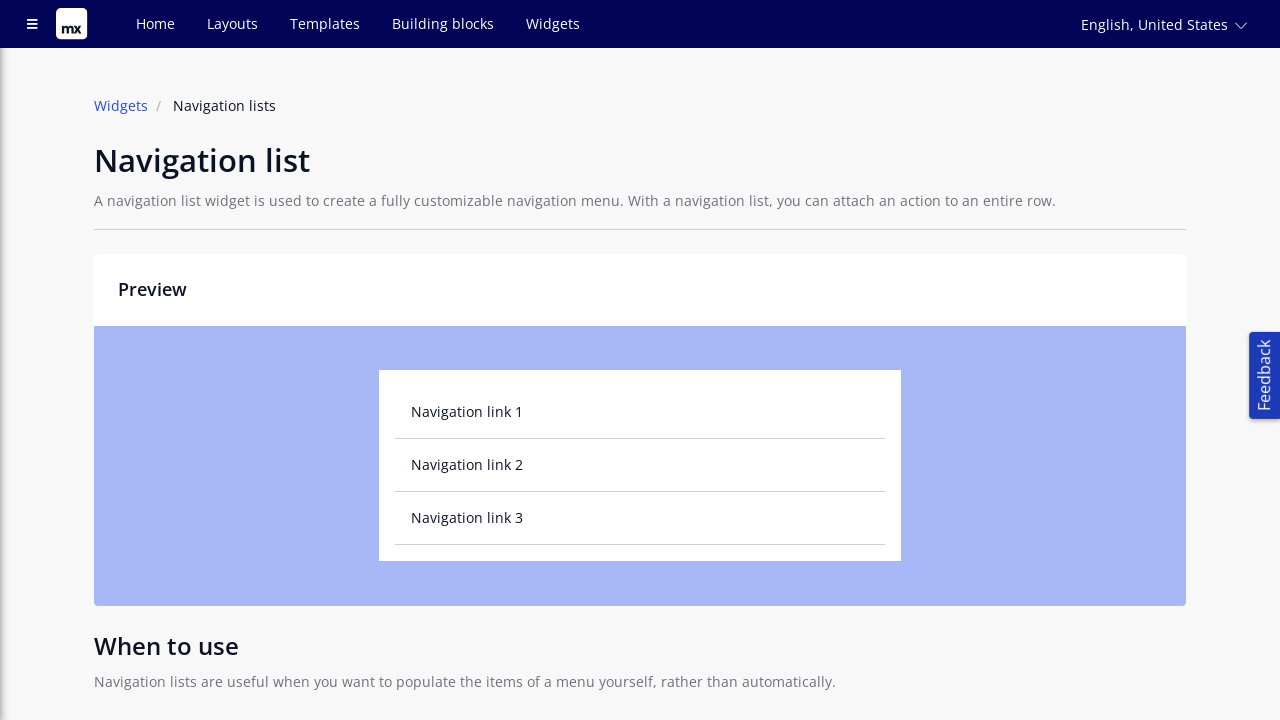 mx
Home
Layouts
Templates
Building blocks
Widgets
English, United States
Widgets / Navigation lists
Navigation list
A navigation list widget is used to create a fully customizable navigation menu. With a navigation list, you can attach an action to an entire row.
Preview
Navigation link 1
Navigation link 2
Navigation link 3
Feedback
When to use
Navigation lists are useful when you want to populate the items of a menu yourself, rather than automatically.